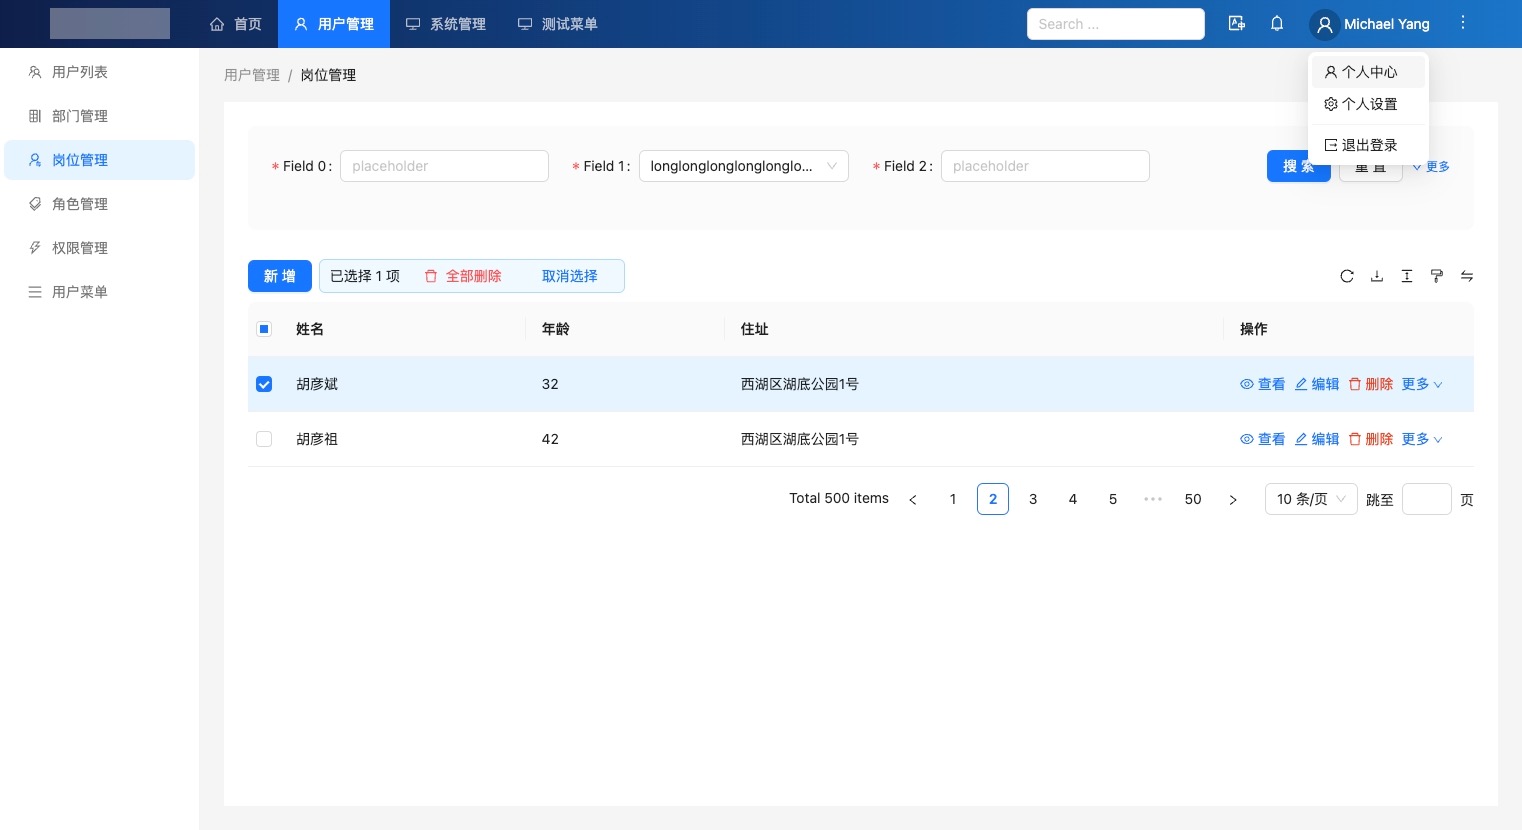 首页 用户管理 系统管理 测试菜单 Search ... Michael Yang
个人中心
个人设置
退出登录
用户列表
部门管理
岗位管理
角色管理
权限管理
用户菜单
用户管理 / 岗位管理
* Field 0: placeholder * Field 1: longlonglonglonglonglo... * Field 2: placeholder 搜 索 重 置 更多
新 增 已选择 1 项 全部删除 取消选择
姓名 年龄 住址 操作
胡彦斌 32 西湖区湖底公园1号 查看 编辑 删除 更多
胡彦祖 42 西湖区湖底公园1号 查看 编辑 删除 更多
Total 500 items < 1 2 3 4 5 ••• 50 > 10 条/页 跳至 页